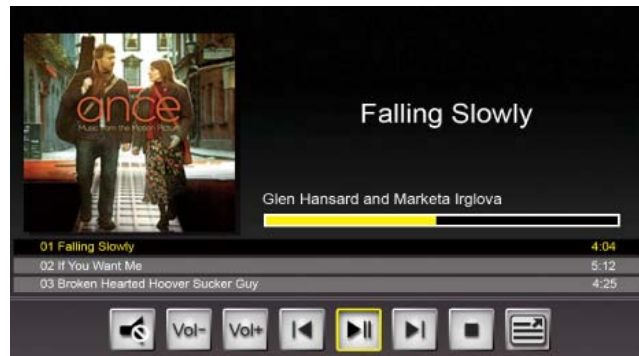 once
Music from the Motion Picture
Falling Slowly
Glen Hansard and Marketa Irglova
01 Falling Slowly 4:04
02 If You Want Me 5:12
03 Broken Hearted Hoover Sucker Guy 4:25
Vol- Vol+